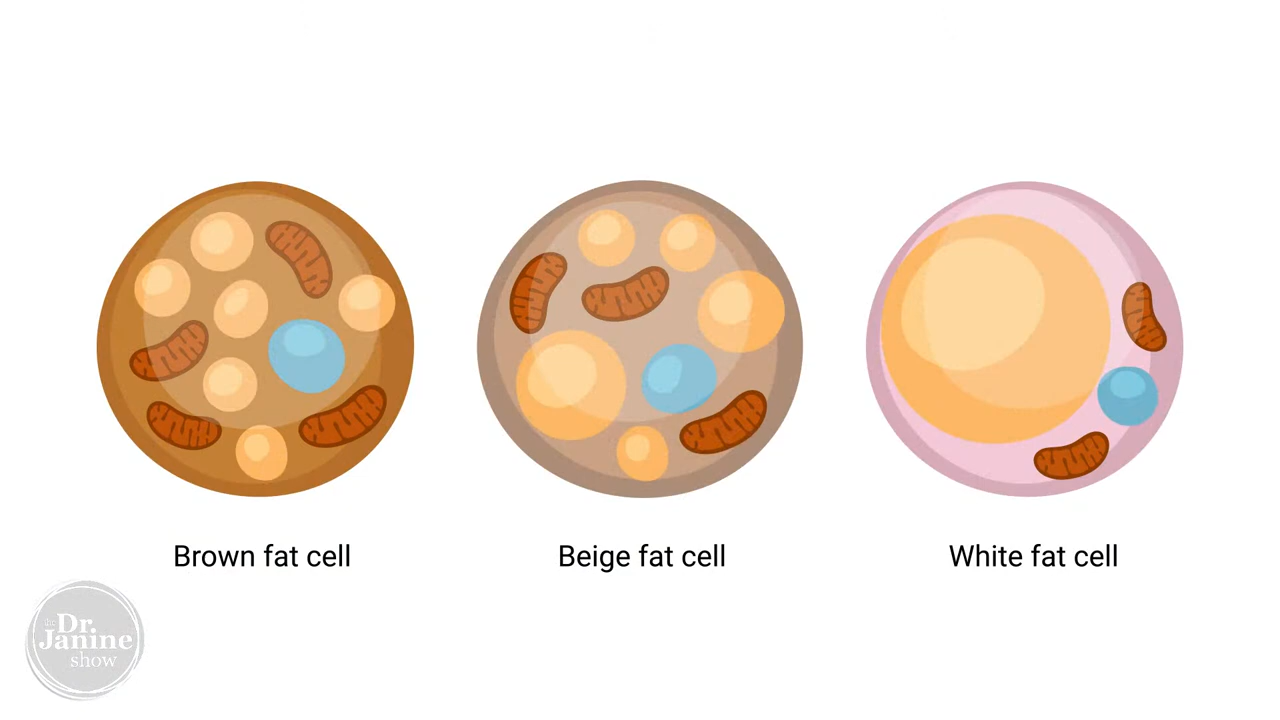 Brown fat cell
Beige fat cell
White fat cell
the Dr.
Janine
show